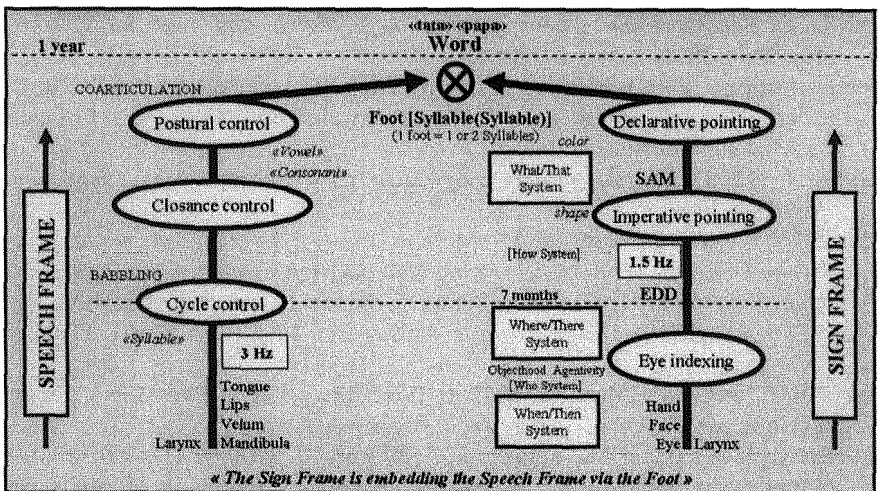 «data» «papa»
1 year
Word
COARTICULATION
Postural control
Foot [Syllable(Syllable)]
(1 foot = 1 or 2 Syllables)
Declarative pointing
«Vowel»
«Consonant»
color
What/That
System
shape
SAM
Closance control
Imperative pointing
[How System]
1.5 Hz
BABBLING
Cycle control
7 months
EDD
«Syllable»
3 Hz
Where/There
System
Eye indexing
Objecthood Agentivity
[Who System]
When/Then
System
Tongue
Lips
Velum
Larynx Mandibula
Hand
Face
Eye Larynx
SPEECH FRAME
SIGN FRAME
« The Sign Frame is embedding the Speech Frame via the Foot »